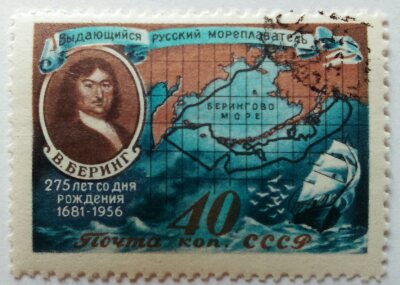 ВЫДАЮЩИЙСЯ РУССКИЙ МОРЕПЛАВАТЕЛЬ
БЕРИНГОВО
МОРЕ
В. БЕРИНГ
275 ЛЕТ СО ДНЯ
РОЖДЕНИЯ
1681-1956
40
Почта коп. СССР